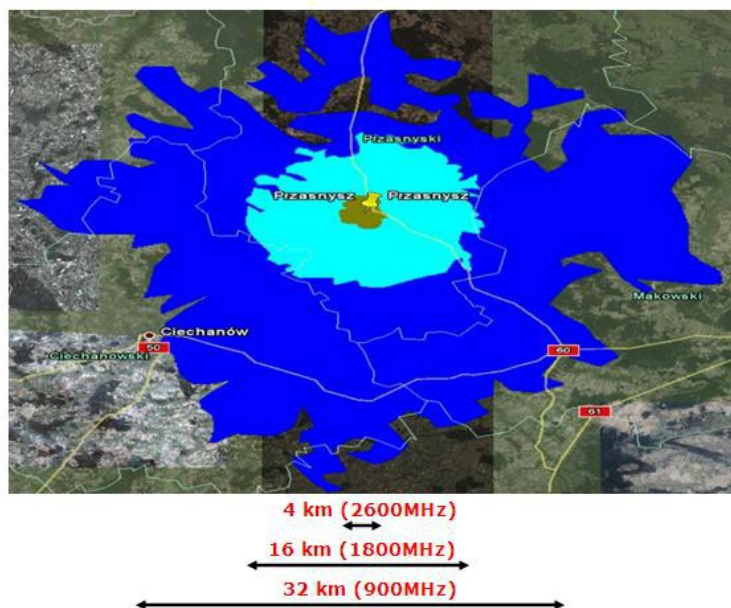 Przasnyski
Przasnysz Przasnysz
Makowski
Ciechanów
50
Ciechanowski
60
61
4 km (2600MHz)
16 km (1800MHz)
32 km (900MHz)